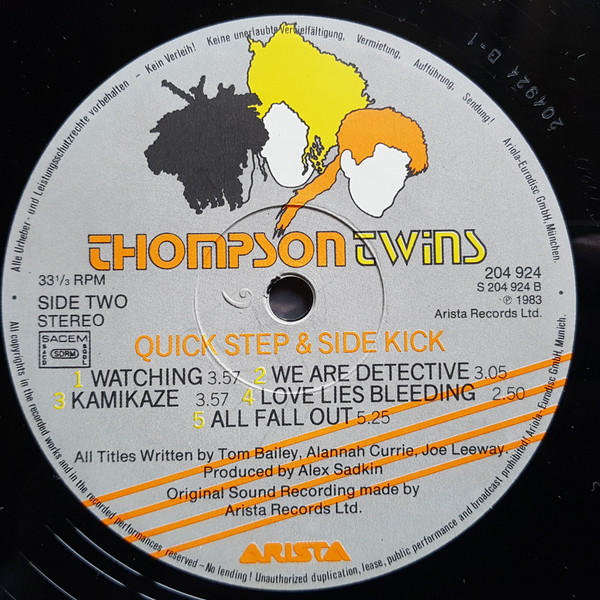 Alle Urheber- und Leistungsschutzrechte vorbehalten - Kein Verleih! Keine unerlaubte Vervielfältigung, Vermietung, Aufführung, Sendung!
204924 B-1
Ariola-Eurodisc GmbH, München.
THOMPSON TWINS
33 1/3 RPM
SIDE TWO
STEREO
SACEM
SACD
SDRM
SGDL
204 924
S 204 924 B
℗ 1983
Arista Records Ltd.
QUICK STEP & SIDE KICK
1 WATCHING 3.57 2 WE ARE DETECTIVE 3.05
3 KAMIKAZE 3.57 4 LOVE LIES BLEEDING 2.50
5 ALL FALL OUT 5.25
All Titles Written by Tom Bailey, Alannah Currie, Joe Leeway.
Produced by Alex Sadkin
Original Sound Recording made by
Arista Records Ltd.
ARISTA
All copyrights in the recorded works and in the recorded performances reserved - No lending! Unauthorized duplication, lease, public performance and broadcast prohibited! Ariola-Eurodisc GmbH, Munich.